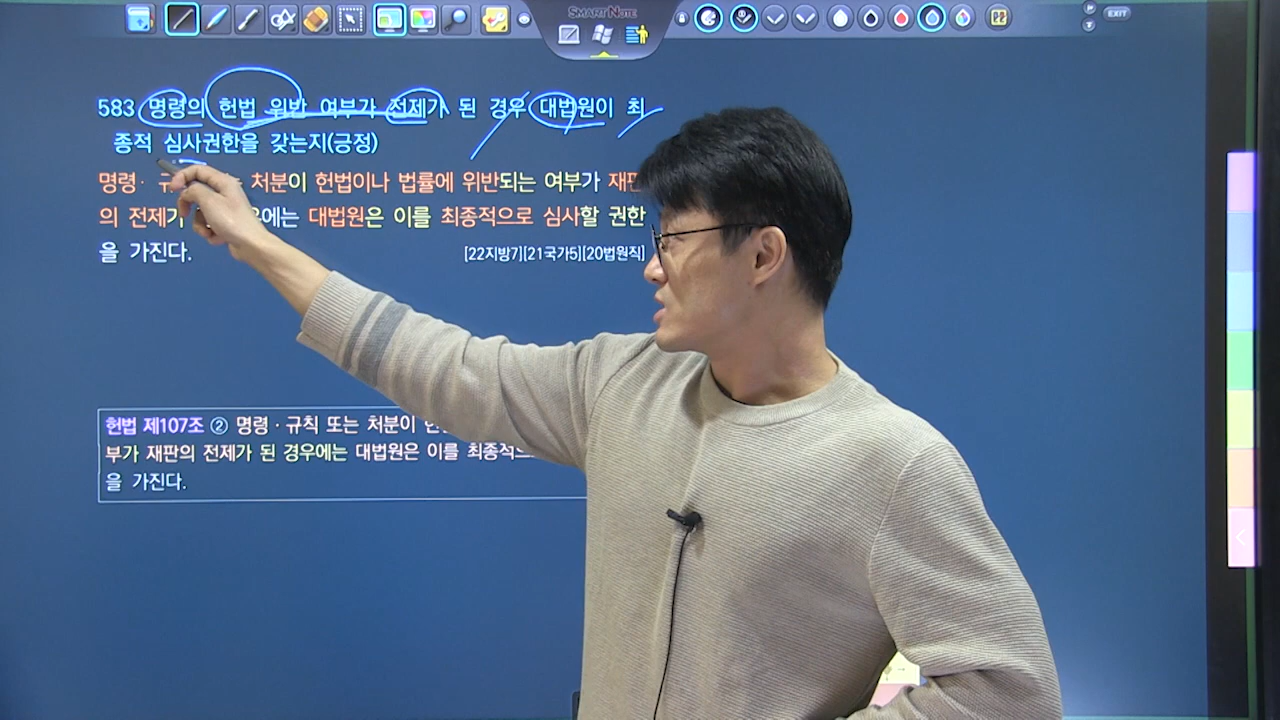 SMART NOTE
EXIT
583 명령의 헌법 위반 여부가 전제가 된 경우 대법원이 최
종적 심사권한을 갖는지(긍정)
명령· 처분이 헌법이나 법률에 위반되는 여부가 재판
의 전제가 대법원은 이를 최종적으로 심사할 권한
을 가진다. [22지방7][21국가5][20법원직]
헌법 제107조 ② 명령·규칙 또는 처분이
부가 재판의 전제가 된 경우에는 대법원은 이를 최종적으
을 가진다.